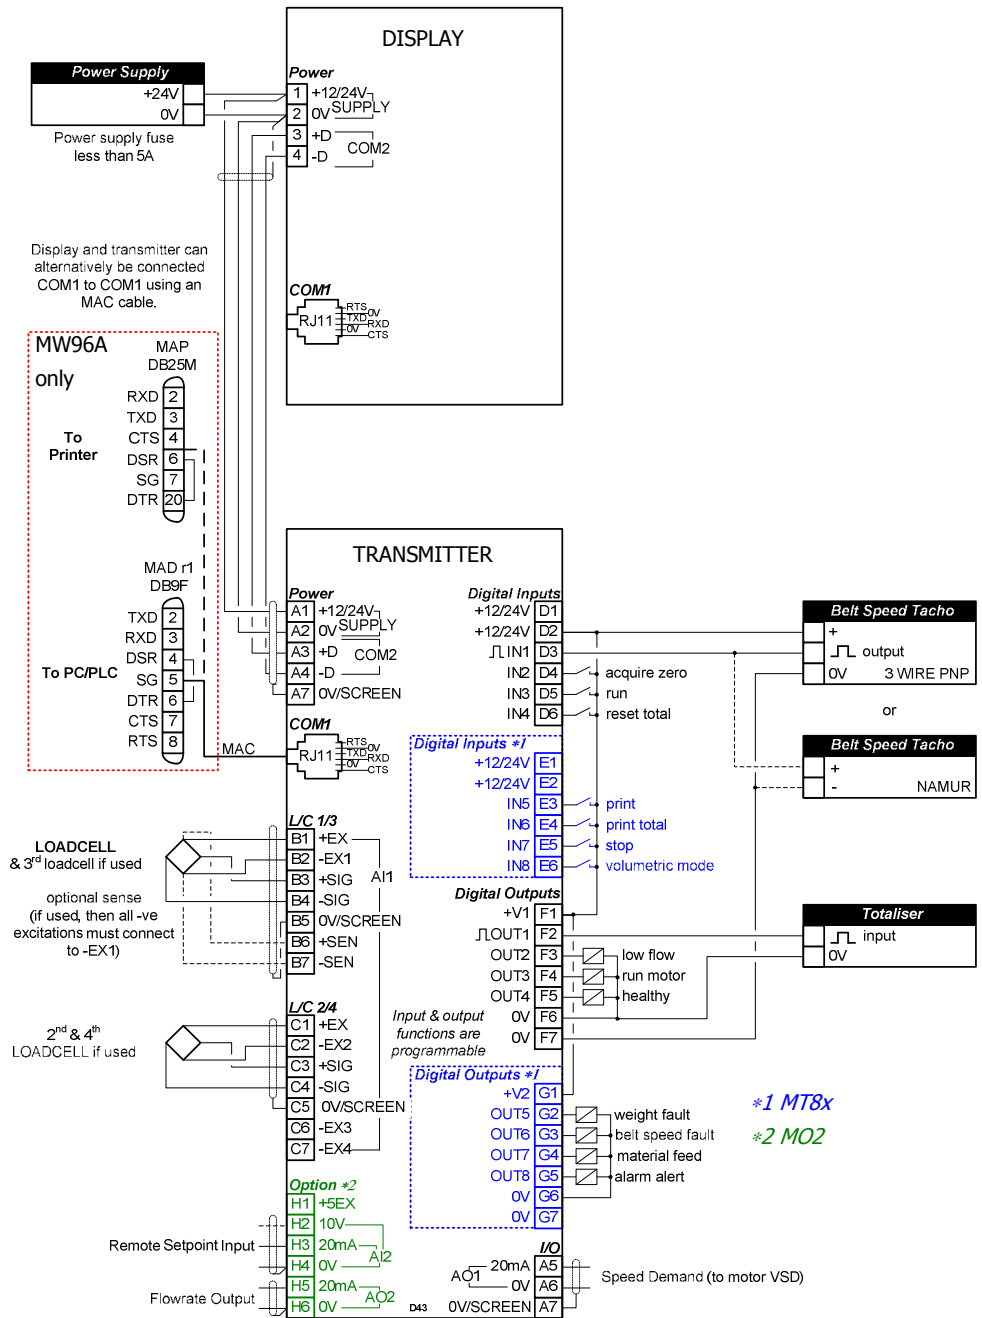 DISPLAY
Power Supply
+24V
0V
Power supply fuse
less than 5A
Power
1 +12/24V
SUPPLY
2 0V
3 +D
COM2
4 -D
Display and transmitter can
alternatively be connected
COM1 to COM1 using an
MAC cable.
COM1
RJ11
RTS
0V
TXD
RXD
0V
CTS
MW96A
only
MAP
DB25M
RXD 2
TXD 3
CTS 4
DSR 6
SG 7
DTR 20
To
Printer
MAD r1
DB9F
TXD 2
RXD 3
DSR 4
SG 5
DTR 6
CTS 7
RTS 8
To PC/PLC
MAC
TRANSMITTER
Power
A1 +12/24V
SUPPLY
A2 0V
A3 +D
COM2
A4 -D
A7 0V/SCREEN
COM1
RJ11
RTS
0V
TXD
RXD
0V
CTS
L/C 1/3
B1 +EX
B2 -EX1
B3 +SIG
AI1
B4 -SIG
B5 0V/SCREEN
B6 +SEN
B7 -SEN
LOADCELL
& 3rd loadcell if used
optional sense
(if used, then all -ve
excitations must connect
to -EX1)
L/C 2/4
C1 +EX
C2 -EX2
C3 +SIG
C4 -SIG
C5 0V/SCREEN
C6 -EX3
C7 -EX4
2nd & 4th
LOADCELL if used
Option *2
H1 +5EX
H2 10V
H3 20mA
AI2
H4 0V
H5 20mA
AO2
H6 0V
Remote Setpoint Input
Flowrate Output
D43
Digital Inputs
+12/24V D1
+12/24V D2
IN1 D3
IN2 D4 acquire zero
IN3 D5 run
IN4 D6 reset total
Digital Inputs *1
+12/24V E1
+12/24V E2
IN5 E3 print
IN6 E4 print total
IN7 E5 stop
IN8 E6 volumetric mode
Digital Outputs
+V1 F1
OUT1 F2
OUT2 F3 low flow
OUT3 F4 run motor
OUT4 F5 healthy
0V F6
0V F7
Input & output
functions are
programmable
Digital Outputs *1
+V2 G1
OUT5 G2 weight fault
OUT6 G3 belt speed fault
OUT7 G4 material feed
OUT8 G5 alarm alert
0V G6
0V G7
I/O
20mA A5
AO1
0V A6
0V/SCREEN A7
Speed Demand (to motor VSD)
Belt Speed Tacho
+
output
0V 3 WIRE PNP
or
Belt Speed Tacho
+
- NAMUR
Totaliser
input
0V
*1 MT8x
*2 MO2